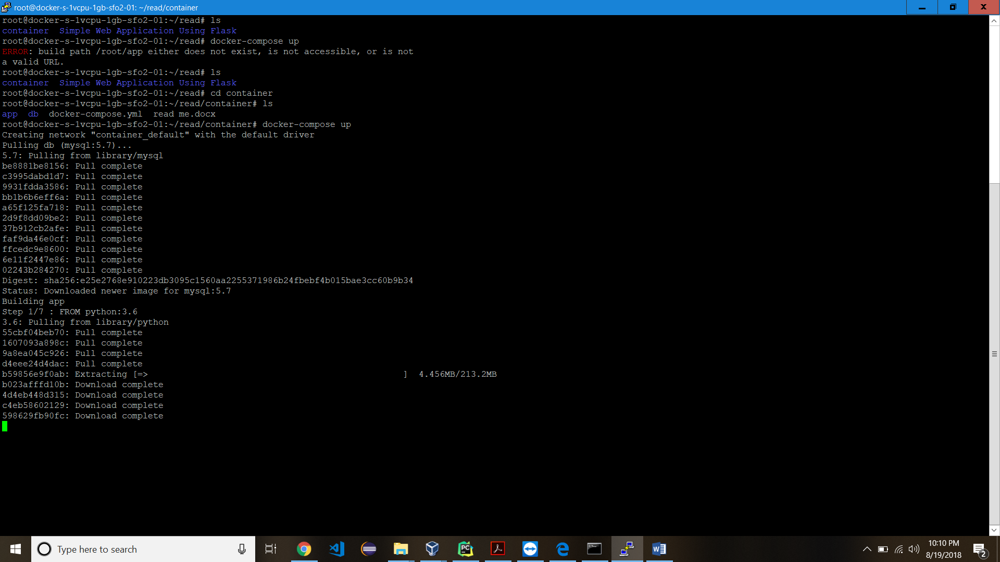 root@docker-s-1vcpu-1gb-sfo2-01: ~/read/container
root@docker-s-1vcpu-1gb-sfo2-01:~/read# ls
container  Simple Web Application Using Flask
root@docker-s-1vcpu-1gb-sfo2-01:~/read# docker-compose up
ERROR: build path /root/app either does not exist, is not accessible, or is not
a valid URL.
root@docker-s-1vcpu-1gb-sfo2-01:~/read# ls
container  Simple Web Application Using Flask
root@docker-s-1vcpu-1gb-sfo2-01:~/read# cd container
root@docker-s-1vcpu-1gb-sfo2-01:~/read/container# ls
app  db  docker-compose.yml  read me.docx
root@docker-s-1vcpu-1gb-sfo2-01:~/read/container# docker-compose up
Creating network "container_default" with the default driver
Pulling db (mysql:5.7)...
5.7: Pulling from library/mysql
be8881be8156: Pull complete
c3995dabd1d7: Pull complete
9931fdda3586: Pull complete
bb1b6b6eff6a: Pull complete
a65f125fa718: Pull complete
2d9f8dd09be2: Pull complete
37b912cb2afe: Pull complete
faf9da46e0cf: Pull complete
ffcedc9e8600: Pull complete
6e11f2447e86: Pull complete
02243b284270: Pull complete
Digest: sha256:e25e2768e910223db3095c1560aa2255371986b24fbebf4b015bae3cc60b9b34
Status: Downloaded newer image for mysql:5.7
Building app
Step 1/7 : FROM python:3.6
3.6: Pulling from library/python
55cbf04beb70: Pull complete
1607093a898c: Pull complete
9a8ea045c926: Pull complete
d4eee24d4dac: Pull complete
b59856e9f0ab: Extracting [=>                                                 ]  4.456MB/213.2MB
b023afffd10b: Download complete
4d4eb448d315: Download complete
c4eb58602129: Download complete
598629fb90fc: Download complete
Type here to search
PC
10:10 PM
8/19/2018
2